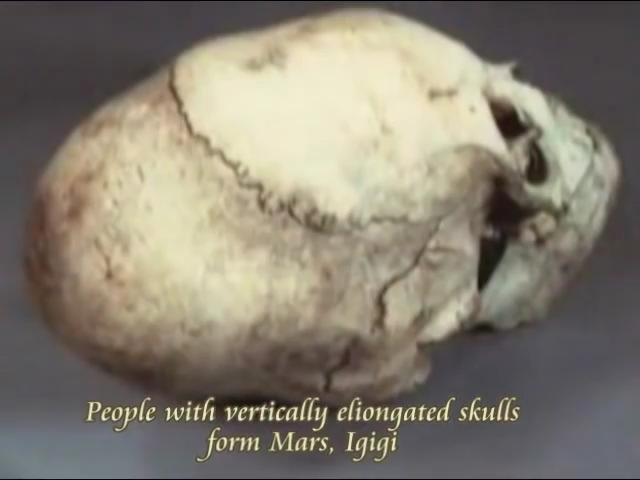 People with vertically eliongated skulls
form Mars, Igigi